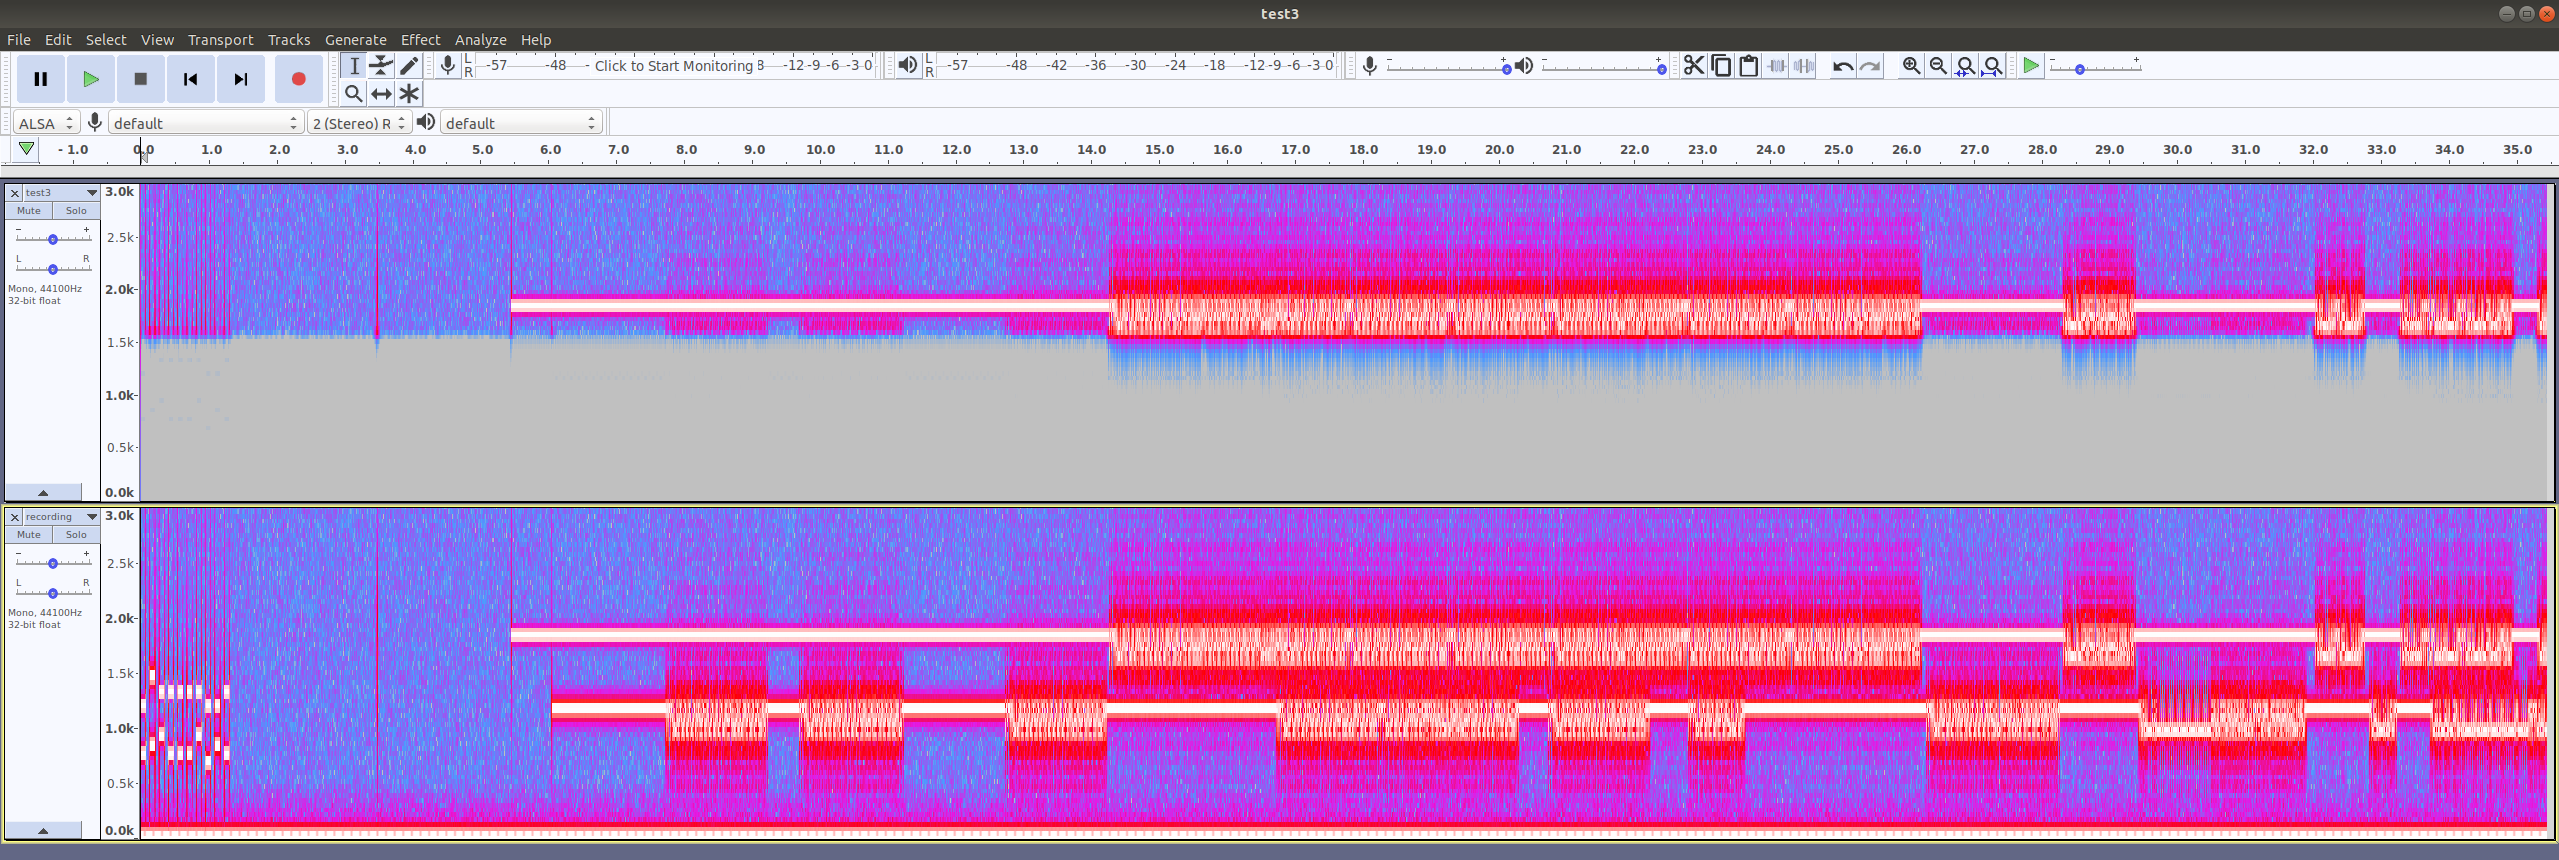 test3
File Edit Select View Transport Tracks Generate Effect Analyze Help
L R -57 -48 - Click to Start Monitoring 8 -12 -9 -6 -3 0 L R -57 -48 -42 -36 -30 -24 -18 -12 -9 -6 -3 0 - + - + - +
ALSA default 2 (Stereo) R default
- 1.0 0.0 1.0 2.0 3.0 4.0 5.0 6.0 7.0 8.0 9.0 10.0 11.0 12.0 13.0 14.0 15.0 16.0 17.0 18.0 19.0 20.0 21.0 22.0 23.0 24.0 25.0 26.0 27.0 28.0 29.0 30.0 31.0 32.0 33.0 34.0 35.0
test3 3.0k
Mute Solo
- + 2.5k
L R
Mono, 44100Hz 2.0k
32-bit float
1.5k
1.0k
0.5k
0.0k
recording 3.0k
Mute Solo
- + 2.5k
L R
Mono, 44100Hz 2.0k
32-bit float
1.5k
1.0k
0.5k
0.0k